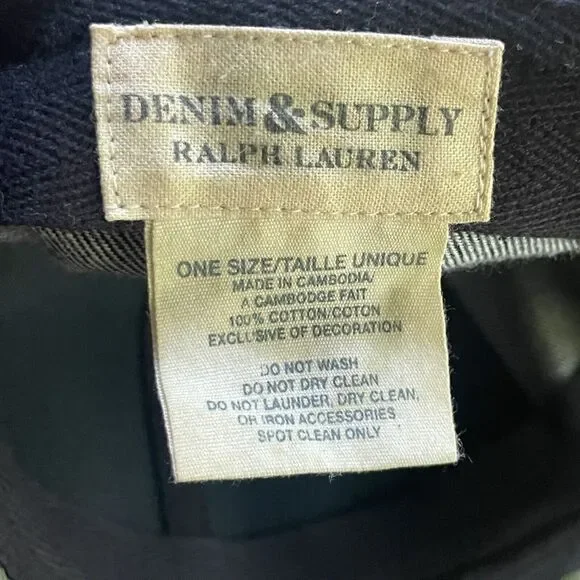 DENIM & SUPPLY
RALPH LAUREN
ONE SIZE/TAILLE UNIQUE
MADE IN CAMBODIA/
A CAMBODGE FAIT
100% COTTON/COTON
EXCLUSIVE OF DECORATION
DO NOT WASH
DO NOT DRY CLEAN
DO NOT LAUNDER, DRY CLEAN,
OR IRON ACCESSORIES
SPOT CLEAN ONLY